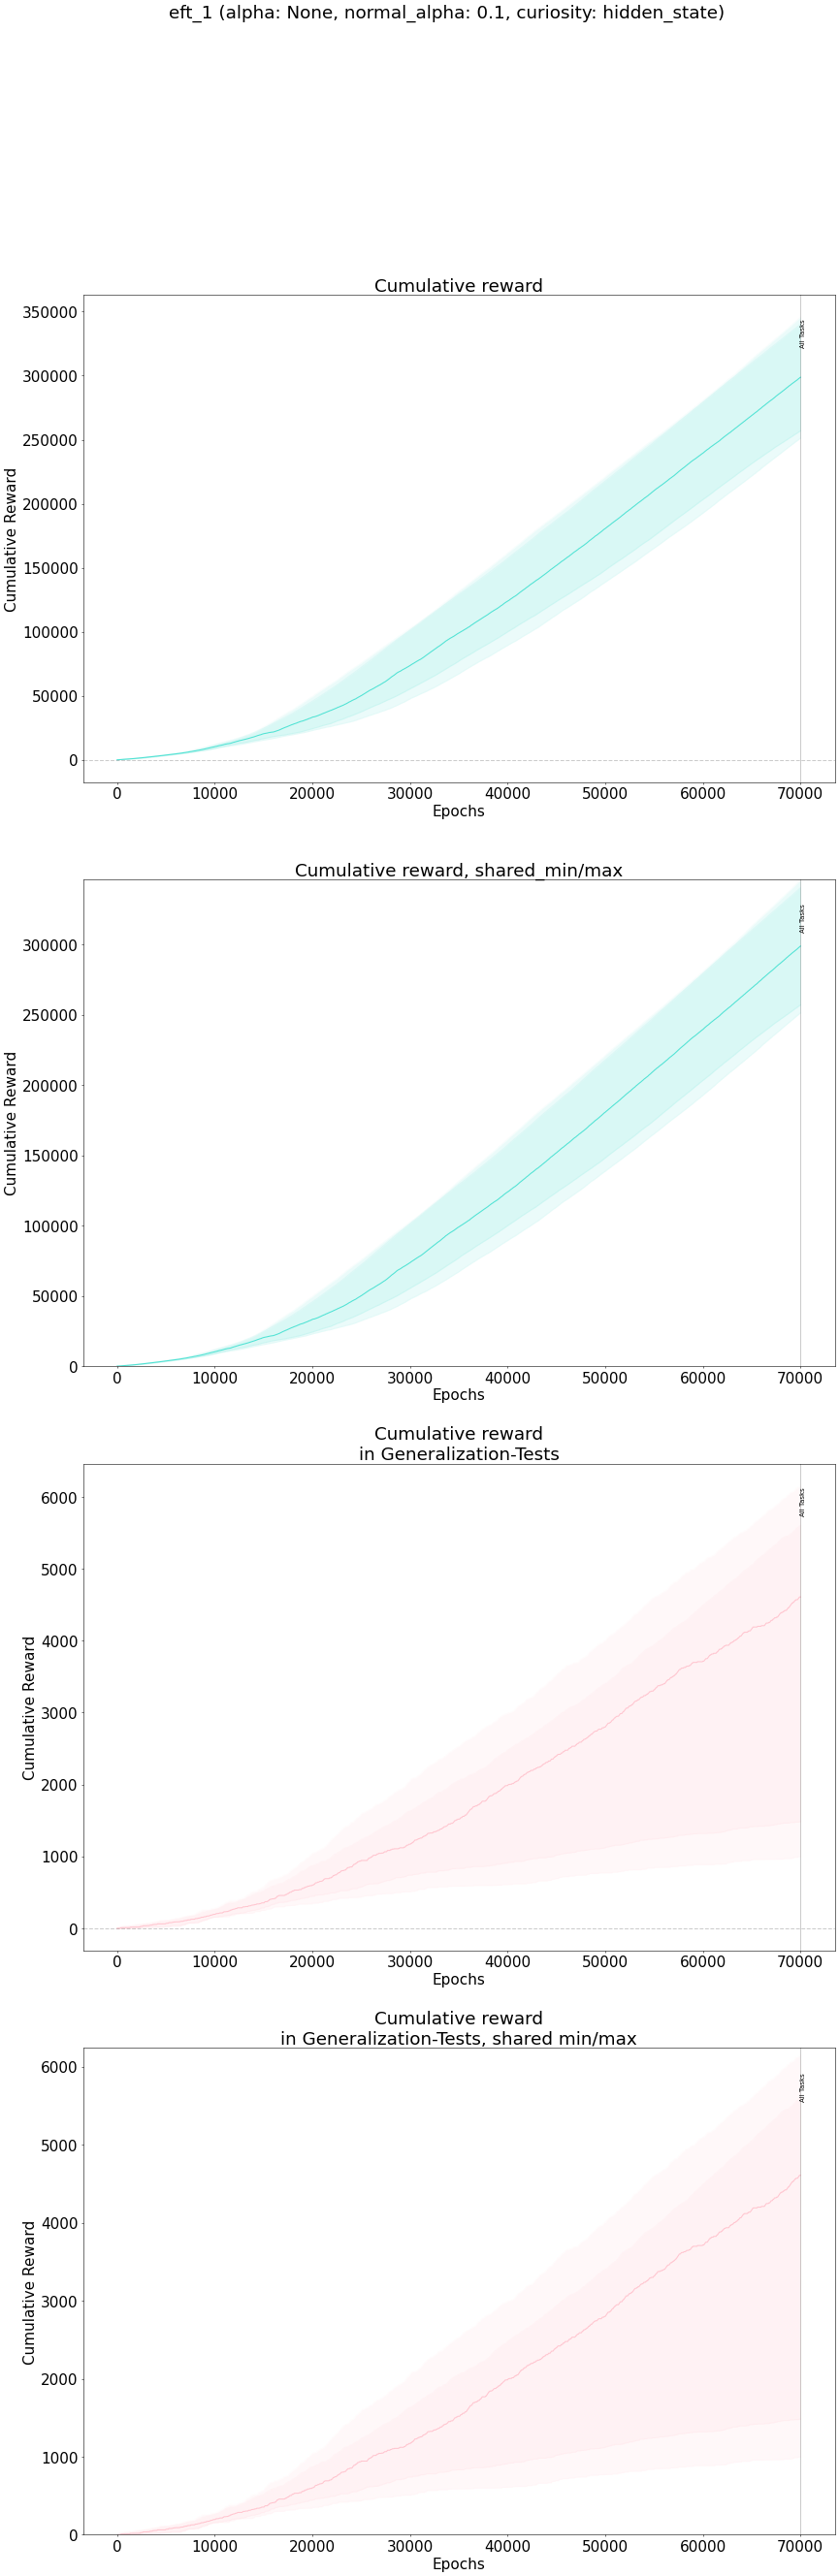 eft_1 (alpha: None, normal_alpha: 0.1, curiosity: hidden_state)
Cumulative reward
350000
300000
250000
200000
150000
100000
50000
0
Cumulative Reward
All Tasks
0 10000 20000 30000 40000 50000 60000 70000
Epochs
Cumulative reward, shared_min/max
300000
250000
200000
150000
100000
50000
0
Cumulative Reward
All Tasks
0 10000 20000 30000 40000 50000 60000 70000
Epochs
Cumulative reward
in Generalization-Tests
6000
5000
4000
3000
2000
1000
0
Cumulative Reward
All Tasks
0 10000 20000 30000 40000 50000 60000 70000
Epochs
Cumulative reward
in Generalization-Tests, shared min/max
6000
5000
4000
3000
2000
1000
0
Cumulative Reward
All Tasks
0 10000 20000 30000 40000 50000 60000 70000
Epochs